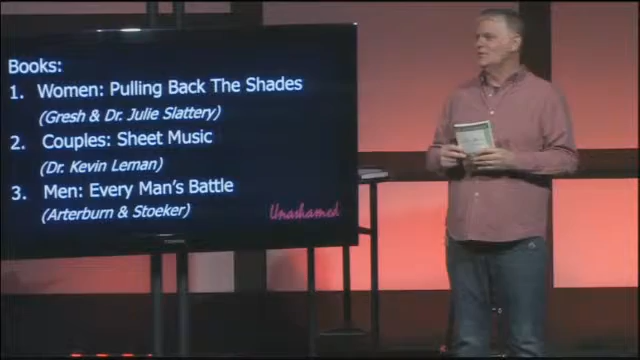 Books:
1. Women: Pulling Back The Shades
(Gresh & Dr. Julie Slattery)
2. Couples: Sheet Music
(Dr. Kevin Leman)
3. Men: Every Man's Battle
(Arterburn & Stoeker)
Unashamed